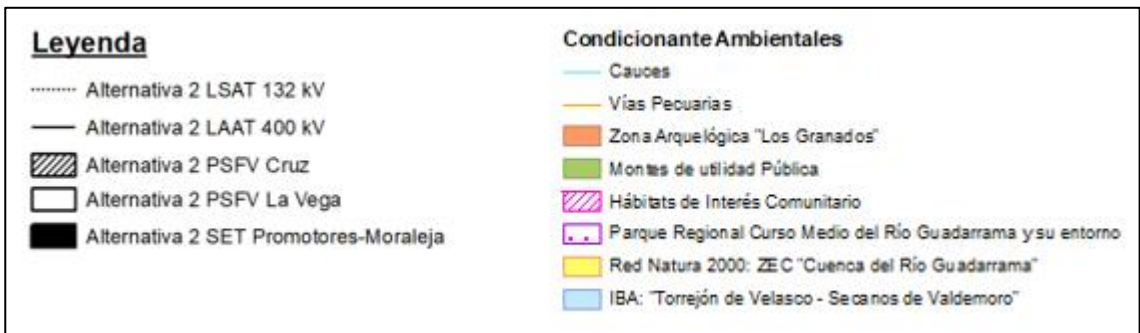 Leyenda
Alternativa 2 LSAT 132 kV
Alternativa 2 LAAT 400 kV
Alternativa 2 PSFV Cruz
Alternativa 2 PSFV La Vega
Alternativa 2 SET Promotores-Moraleja
Condicionante Ambientales
Cauces
Vías Pecuarias
Zona Arquelógica "Los Granados"
Montes de utilidad Pública
Hábitats de Interés Comunitario
Parque Regional Curso Medio del Río Guadarrama y su entorno
Red Natura 2000: ZEC "Cuenca del Río Guadarrama"
IBA: "Torrejón de Velasco - Secanos de Valdemoro"